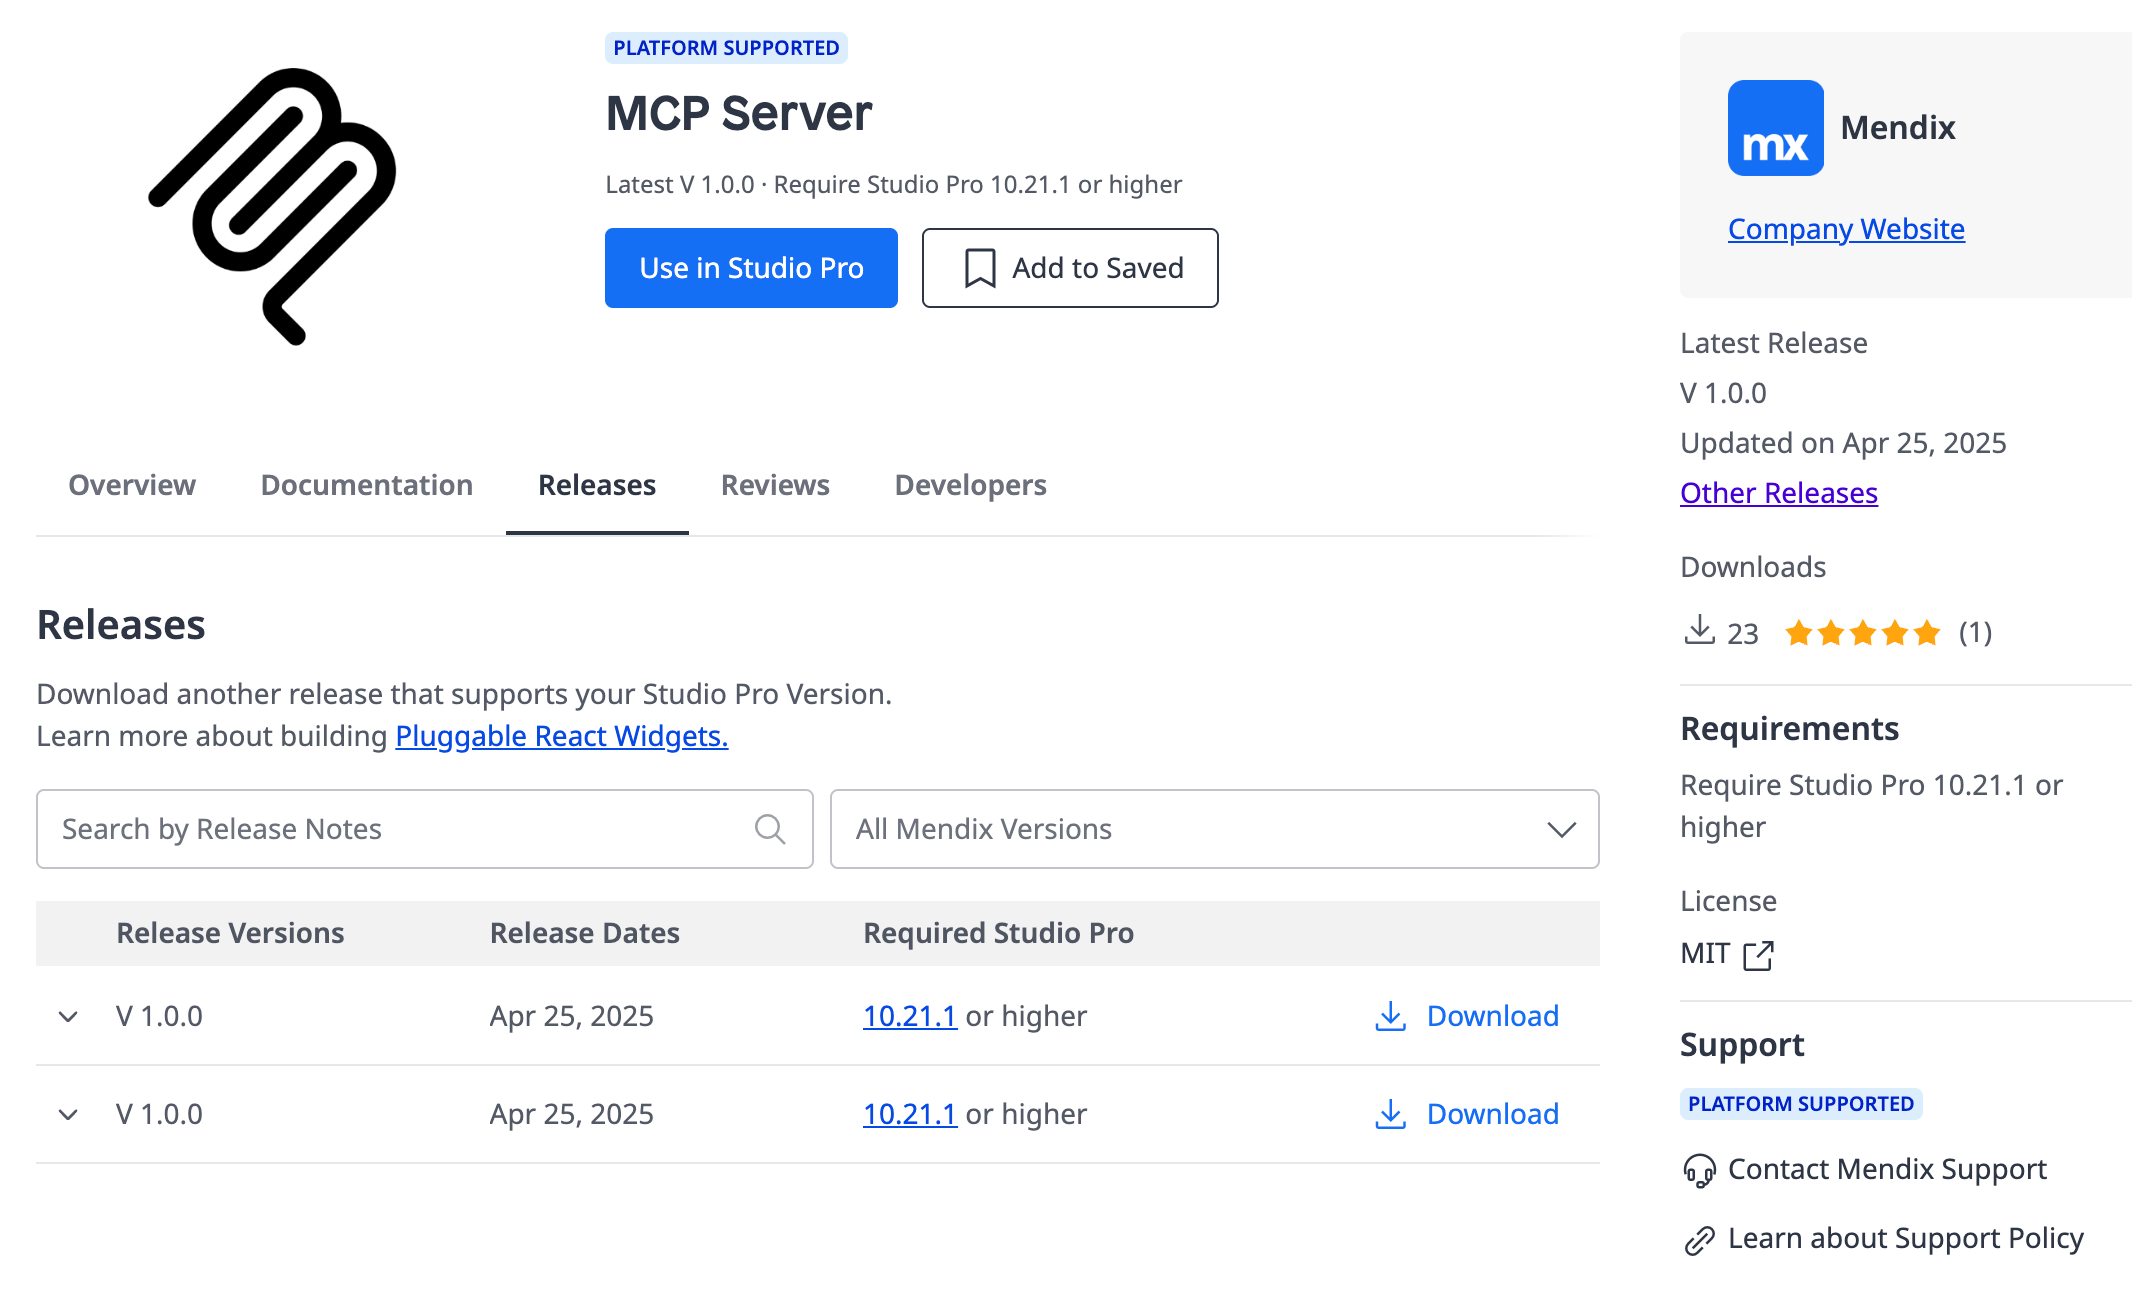 PLATFORM SUPPORTED
MCP Server
Latest V 1.0.0 · Require Studio Pro 10.21.1 or higher
Use in Studio Pro
Add to Saved
Overview
Documentation
Releases
Reviews
Developers
Releases
Download another release that supports your Studio Pro Version.
Learn more about building Pluggable React Widgets.
Search by Release Notes
All Mendix Versions
Release Versions Release Dates Required Studio Pro
V 1.0.0 Apr 25, 2025 10.21.1 or higher Download
V 1.0.0 Apr 25, 2025 10.21.1 or higher Download
mx
Mendix
Company Website
Latest Release
V 1.0.0
Updated on Apr 25, 2025
Other Releases
Downloads
23 (1)
Requirements
Require Studio Pro 10.21.1 or
higher
License
MIT
Support
PLATFORM SUPPORTED
Contact Mendix Support
Learn about Support Policy